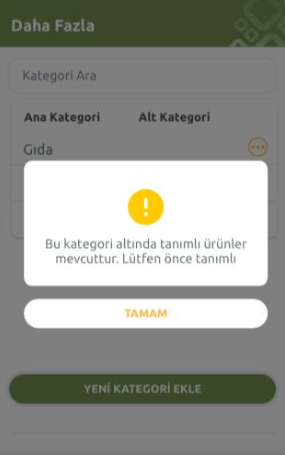 Daha Fazla
Kategori Ara
Ana Kategori Alt Kategori
Gıda
Bu kategori altında tanımlı ürünler
mevcuttur. Lütfen önce tanımlı
TAMAM
YENİ KATEGORİ EKLE